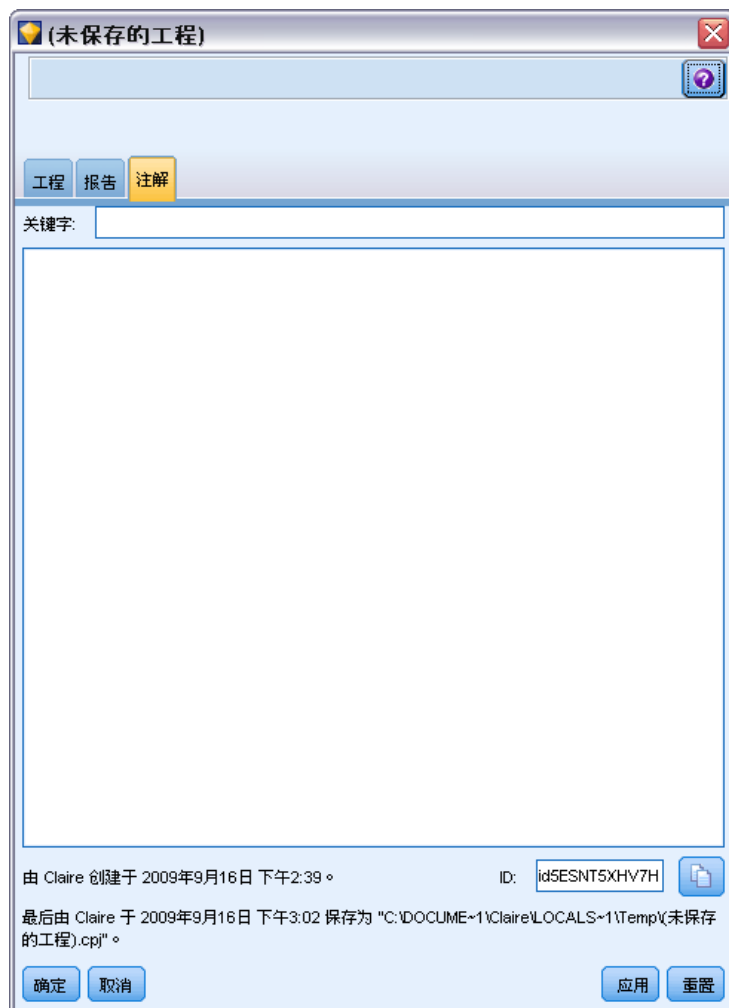 (未保存的工程)
工程 报告 注解
关键字:
由 Claire 创建于 2009年9月16日 下午2:39。 ID: id5ESNT5XHV7H
最后由 Claire 于 2009年9月16日 下午3:02 保存为 "C:\DOCUME~1\Claire\LOCALS~1\Temp\(未保存
的工程).cpj"。
确定 取消 应用 重置